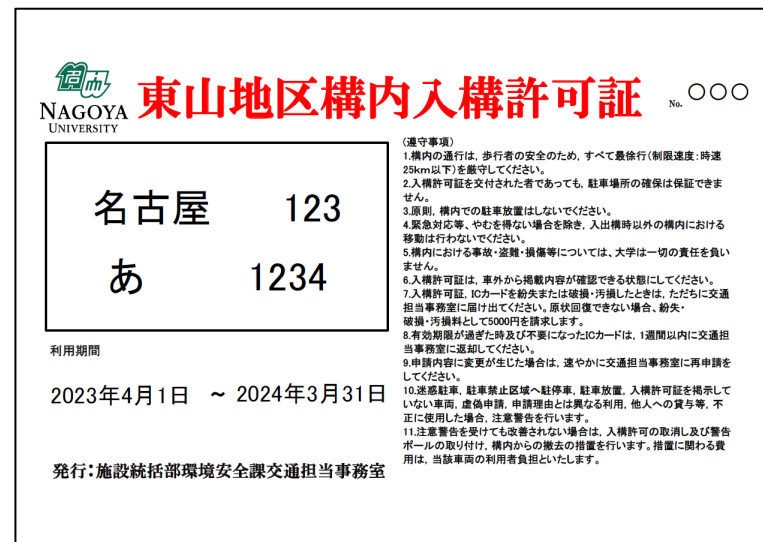 NAGOYA
UNIVERSITY
東山地区構内入構許可証
No. ○○○
名古屋 123
あ 1234
利用期間
2023年4月1日 ~ 2024年3月31日
発行：施設統括部環境安全課交通担当事務室
（遵守事項）
1.構内の通行は，歩行者の安全のため，すべて最徐行（制限速度：時速
25km以下）を厳守してください。
2.入構許可証を交付された者であっても，駐車場所の確保は保証できま
せん。
3.原則，構内での駐車放置はしないでください。
4.緊急対応等、やむを得ない場合を除き，入出構時以外の構内における
移動は行わないでください。
5.構内における事故・盗難・損傷等については、大学は一切の責任を負い
ません。
6.入構許可証は，車外から掲載内容が確認できる状態にしてください。
7.入構許可証，ICカードを紛失または破損・汚損したときは，ただちに交通
担当事務室に届け出てください。原状回復できない場合、紛失・
破損・汚損料として5000円を請求します。
8.有効期限が過ぎた時及び不要になったICカードは，1週間以内に交通担
当事務室に返却してください。
9.申請内容に変更が生じた場合は，速やかに交通担当事務室に再申請を
してください。
10.迷惑駐車，駐車禁止区域へ駐停車，駐車放置，入構許可証を掲示して
いない車両，虚偽申請，申請理由とは異なる利用，他人への貸与等，不
正に使用した場合，注意警告を行います。
11.注意警告を受けても改善されない場合は，入構許可の取消し及び警告
ポールの取り付け，構内からの撤去の措置を行います。措置に関わる費
用は，当該車両の利用者負担といたします。